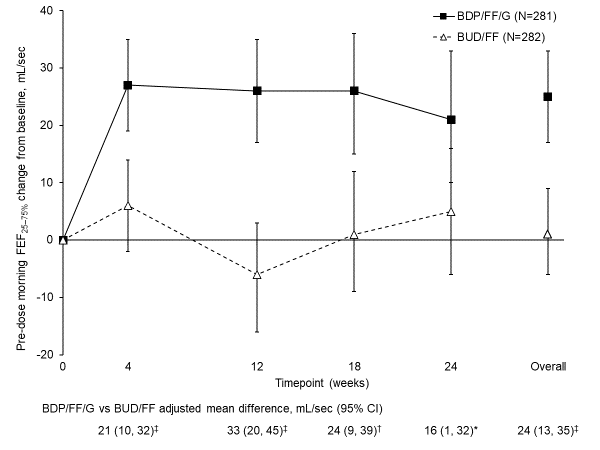 BDP/FF/G (N=281)
BUD/FF (N=282)
Pre-dose morning FEF25–75% change from baseline, mL/sec
40
30
20
10
0
-10
-20
0 4 12 18 24 Overall
Timepoint (weeks)
BDP/FF/G vs BUD/FF adjusted mean difference, mL/sec (95% CI)
21 (10, 32)‡ 33 (20, 45)‡ 24 (9, 39)† 16 (1, 32)* 24 (13, 35)‡